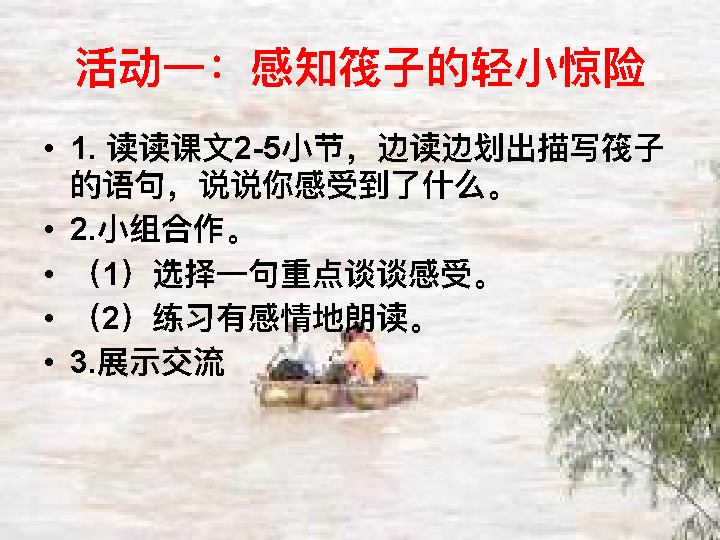 活动一：感知筏子的轻小惊险
• 1. 读读课文2-5小节，边读边划出描写筏子
的语句，说说你感受到了什么。
• 2.小组合作。
• （1）选择一句重点谈谈感受。
• （2）练习有感情地朗读。
• 3.展示交流